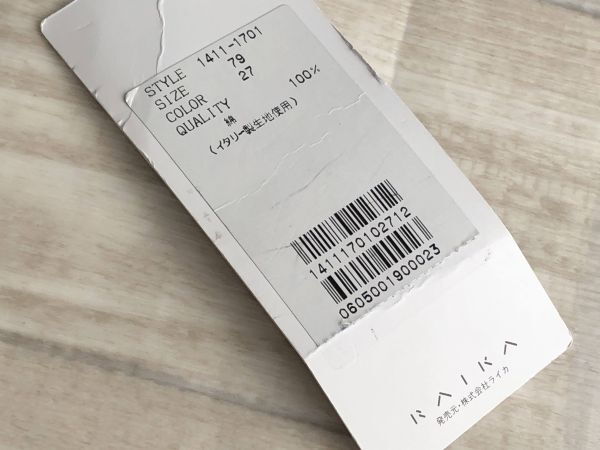 STYLE 1411-1701
SIZE 79
COLOR 27
QUALITY
綿 100%
(イタリー製生地使用)
1411170102712
0605001900023
RAIKA
発売元・株式会社ライカ